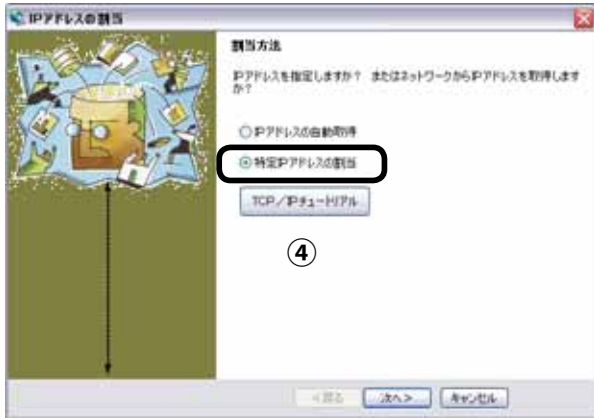 IPアドレスの割当
割当方法
IPアドレスを指定しますか？ またはネットワークからIPアドレスを取得します
か？
IPアドレスの自動取得
特定IPアドレスの割当
TCP／IPチュートリアル
④
<戻る 次へ> キャンセル